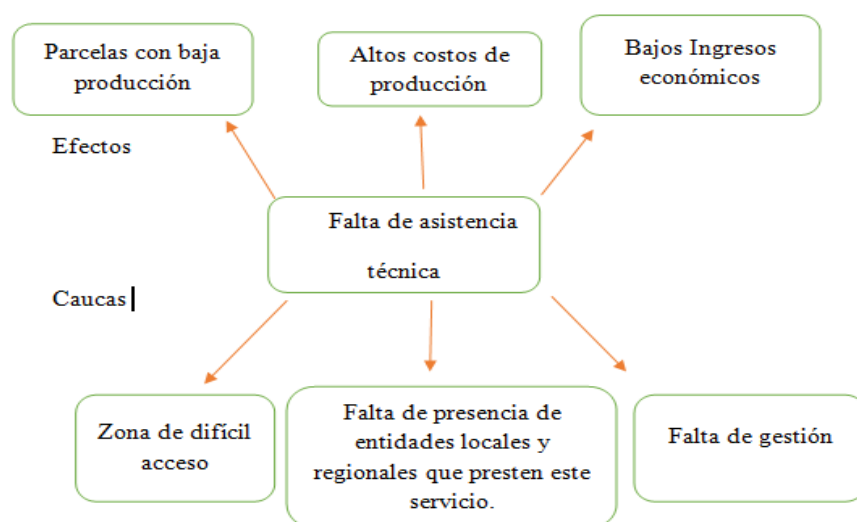 Parcelas con baja
producción
Altos costos de
producción
Bajos Ingresos
económicos
Efectos
Falta de asistencia
técnica
Caucas
Zona de difícil
acceso
Falta de presencia de
entidades locales y
regionales que presten este
servicio.
Falta de gestión